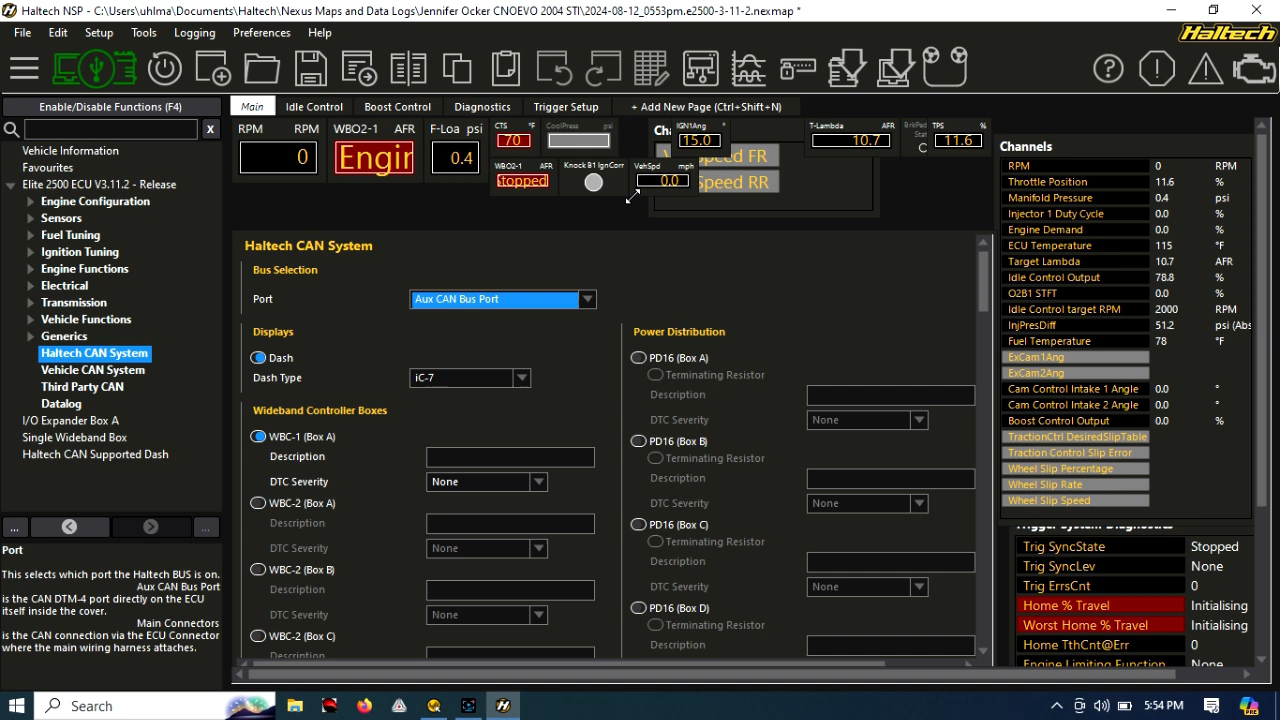 Haltech NSP - C:\Users\uhlma\Documents\Haltech\Nexus Maps and Data Logs\Jennifer Ocker CNOEVO 2004 STI\2024-08-12_0553pm.e2500-3-11-2.nexmap *
File Edit Setup Tools Logging Preferences Help
Haltech
Enable/Disable Functions (F4)
Main Idle Control Boost Control Diagnostics Trigger Setup + Add New Page (Ctrl+Shift+N)
X
RPM RPM
0
WBO2-1 AFR
Engin
F-Loa psi
0.4
CTS °F
70
CoolPress psi
WBO2-1 AFR
Stopped
Knock B1 IgnCorr
VehSpd mph
0.0
IGN1Ang °
15.0
Speed FR
Speed RR
T-Lambda AFR
10.7
BrkPed
Stat
TPS %
11.6
Vehicle Information
Favourites
Elite 2500 ECU V3.11.2 - Release
Engine Configuration
Sensors
Fuel Tuning
Ignition Tuning
Engine Functions
Electrical
Transmission
Vehicle Functions
Generics
Haltech CAN System
Vehicle CAN System
Third Party CAN
Datalog
I/O Expander Box A
Single Wideband Box
Haltech CAN Supported Dash
... ...
Port
This selects which port the Haltech BUS is on.
Aux CAN Bus Port
is the CAN DTM-4 port directly on the ECU
itself inside the cover.
Main Connectors
is the CAN connection via the ECU Connector
where the main wiring harness attaches.
Haltech CAN System
Bus Selection
Port Aux CAN Bus Port
Displays
Dash
Dash Type iC-7
Wideband Controller Boxes
WBC-1 (Box A)
Description
DTC Severity None
WBC-2 (Box A)
Description
DTC Severity None
WBC-2 (Box B)
Description
DTC Severity None
WBC-2 (Box C)
Description
Power Distribution
PD16 (Box A)
Terminating Resistor
Description
DTC Severity None
PD16 (Box B)
Terminating Resistor
Description
DTC Severity None
PD16 (Box C)
Terminating Resistor
Description
DTC Severity None
PD16 (Box D)
Terminating Resistor
Description
Channels
RPM 0 RPM
Throttle Position 11.6 %
Manifold Pressure 0.4 psi
Injector 1 Duty Cycle 0.0 %
Engine Demand 0.0 %
ECU Temperature 115 °F
Target Lambda 10.7 AFR
Idle Control Output 78.8 %
O2B1 STFT 0.0 %
Idle Control target RPM 2000 RPM
InjPresDiff 51.2 psi (Abs
Fuel Temperature 78 °F
ExCam1Ang
ExCam2Ang
Cam Control Intake 1 Angle 0.0 °
Cam Control Intake 2 Angle 0.0 °
Boost Control Output 0.0 %
TractionCtrl DesiredSlipTable
Traction Control Slip Error
Wheel Slip Percentage
Wheel Slip Rate
Wheel Slip Speed
Trigger System Diagnostics
Trig SyncState Stopped
Trig SyncLev None
Trig ErrsCnt 0
Home % Travel Initialising
Worst Home % Travel Initialising
Home TthCnt@Err 0
Engine Limiting Function None
Search
5:54 PM
PRE